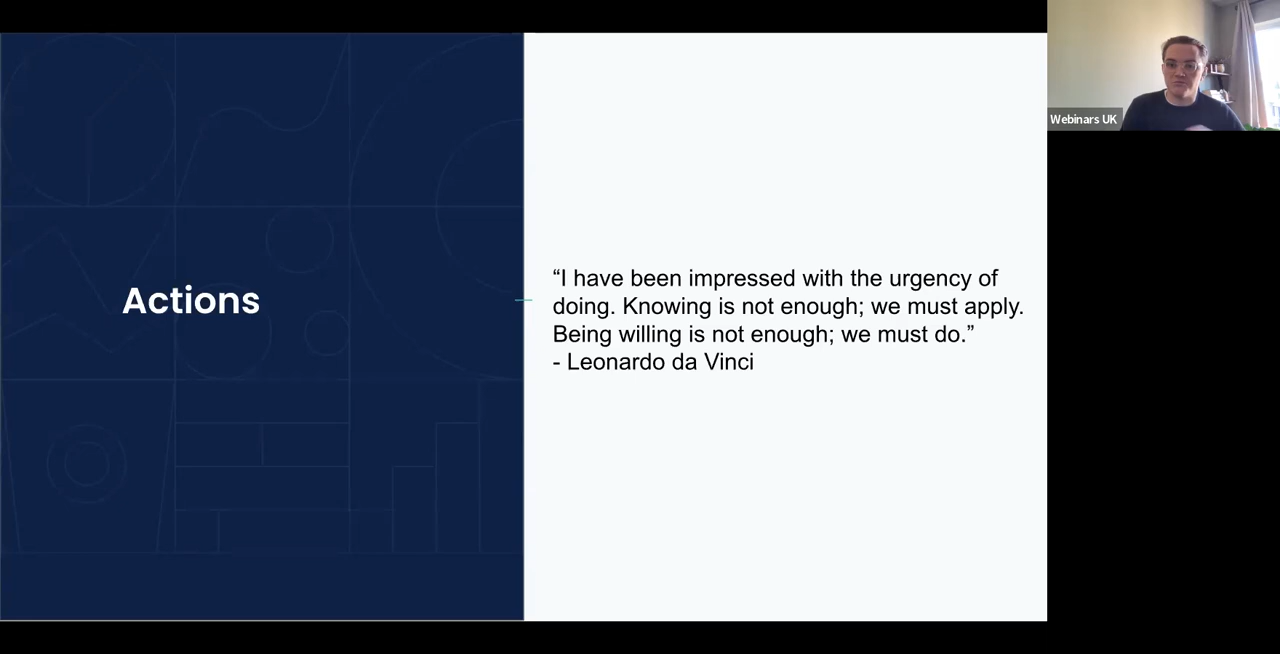 Actions
“I have been impressed with the urgency of
doing. Knowing is not enough; we must apply.
Being willing is not enough; we must do.”
- Leonardo da Vinci
Webinars UK